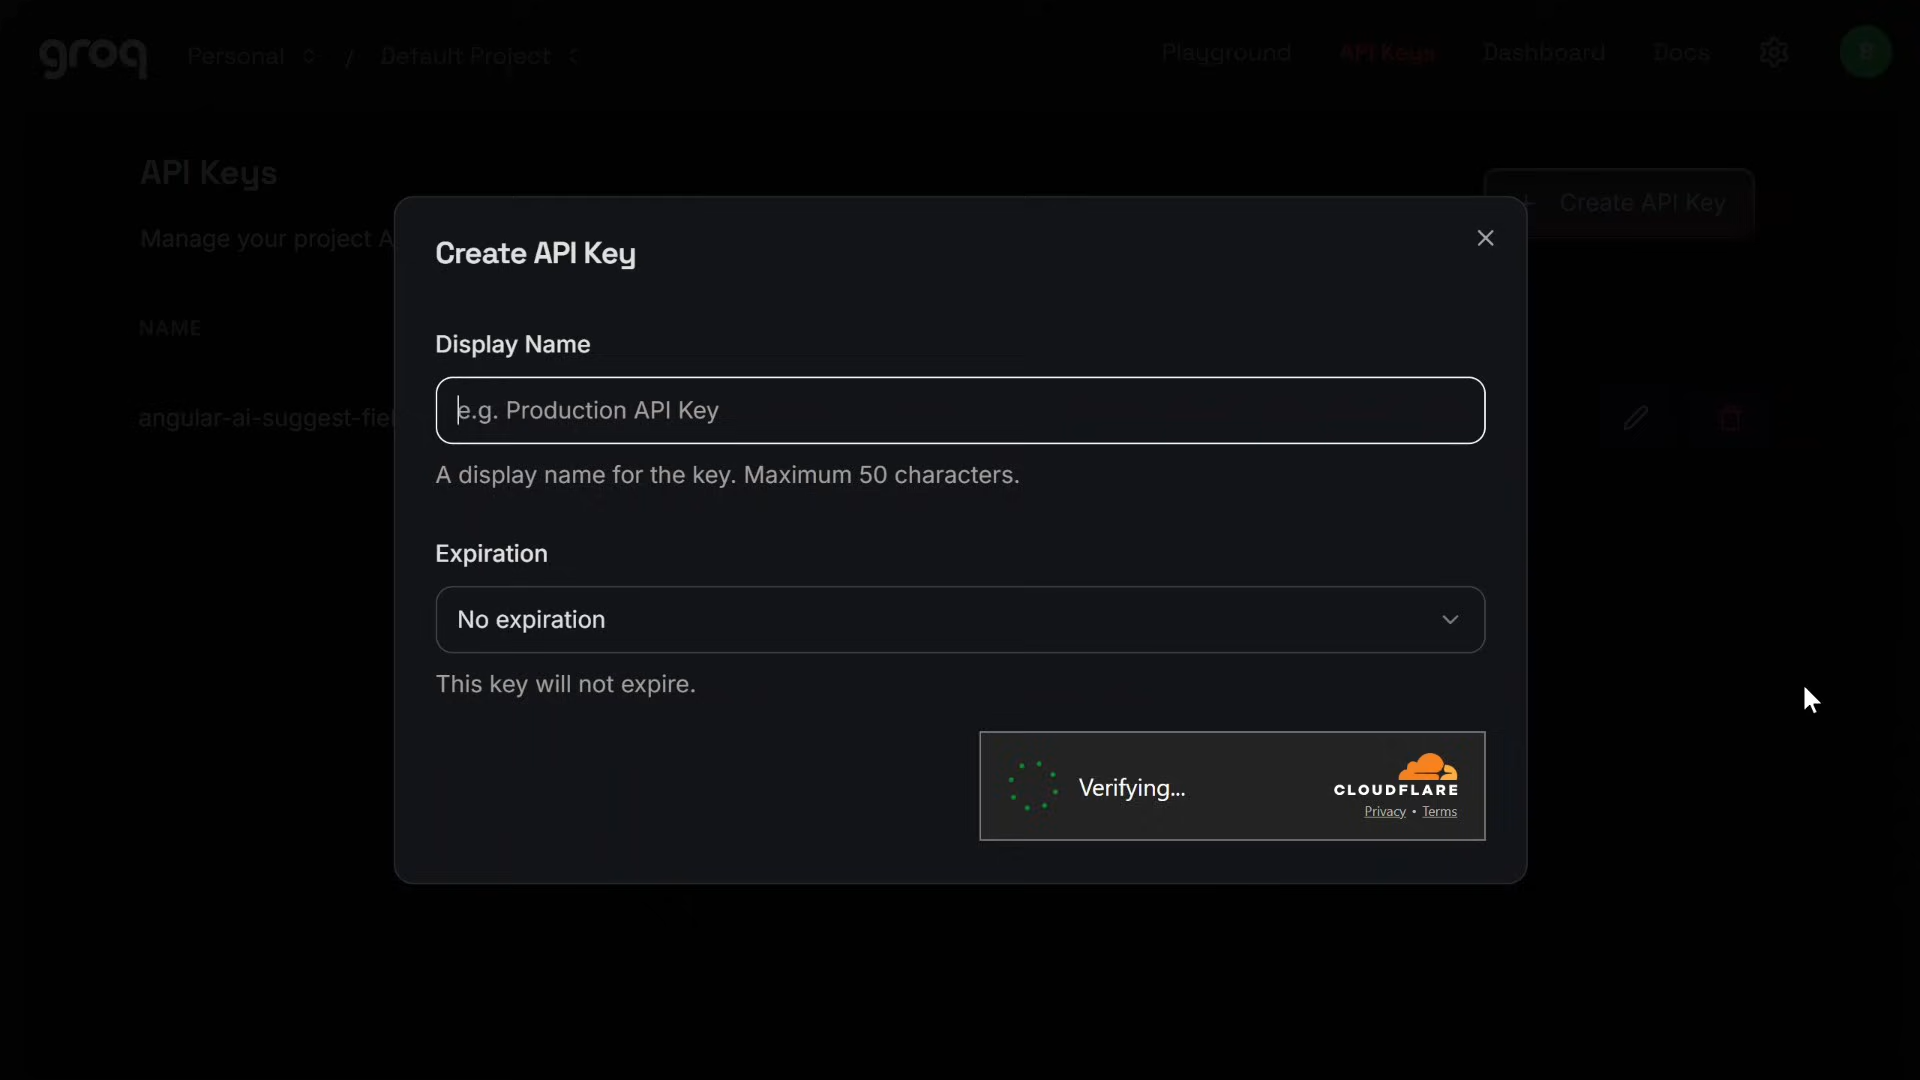 groq Personal / Default Project Playground API Keys Dashboard Docs
API Keys
+ Create API Key
Manage your project A
Create API Key
NAME
Display Name
e.g. Production API Key
angular-ai-suggest-fiel
A display name for the key. Maximum 50 characters.
Expiration
No expiration
This key will not expire.
Verifying...
CLOUDFLARE
Privacy • Terms